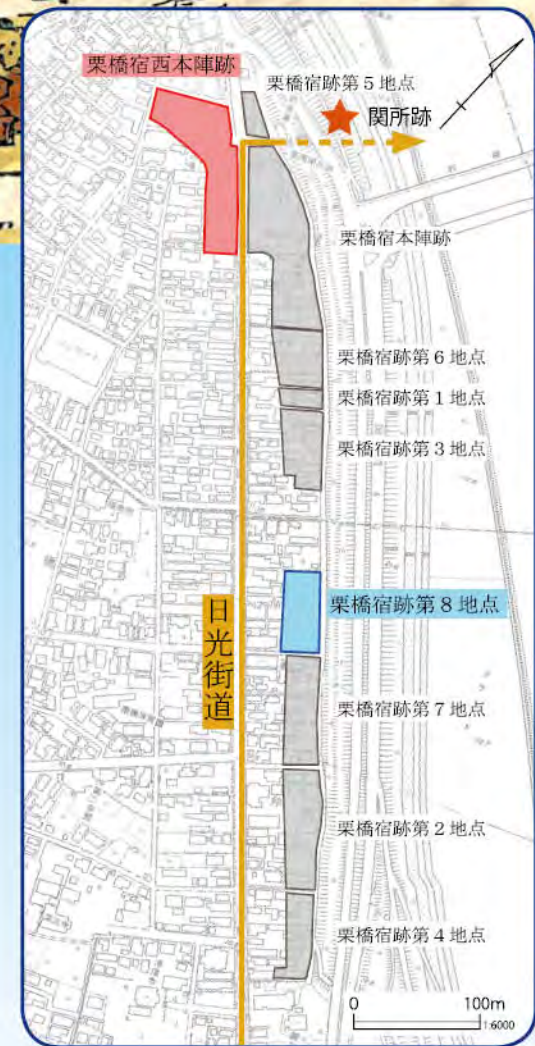 栗橋宿西本陣跡
栗橋宿跡第5地点
関所跡
栗橋宿本陣跡
栗橋宿跡第6地点
栗橋宿跡第1地点
栗橋宿跡第3地点
栗橋宿跡第8地点
日光街道
栗橋宿跡第7地点
栗橋宿跡第2地点
栗橋宿跡第4地点
0 100m
1:6000